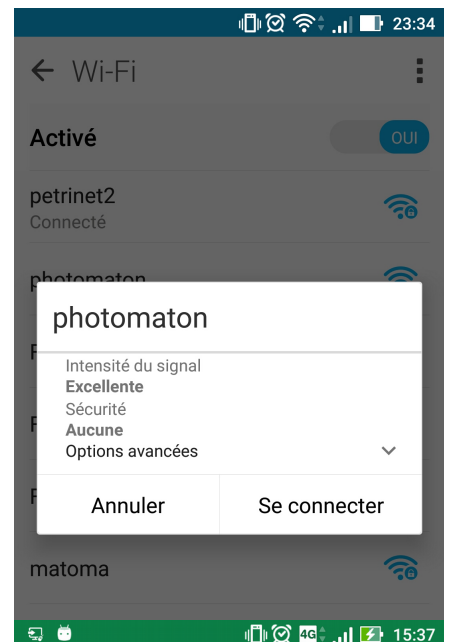 23:34
Wi-Fi
Activé
OUI
petrinet2
Connecté
photomaton
photomaton
Intensité du signal
Excellente
Sécurité
Aucune
Options avancées
Annuler
Se connecter
matoma
4G 15:37